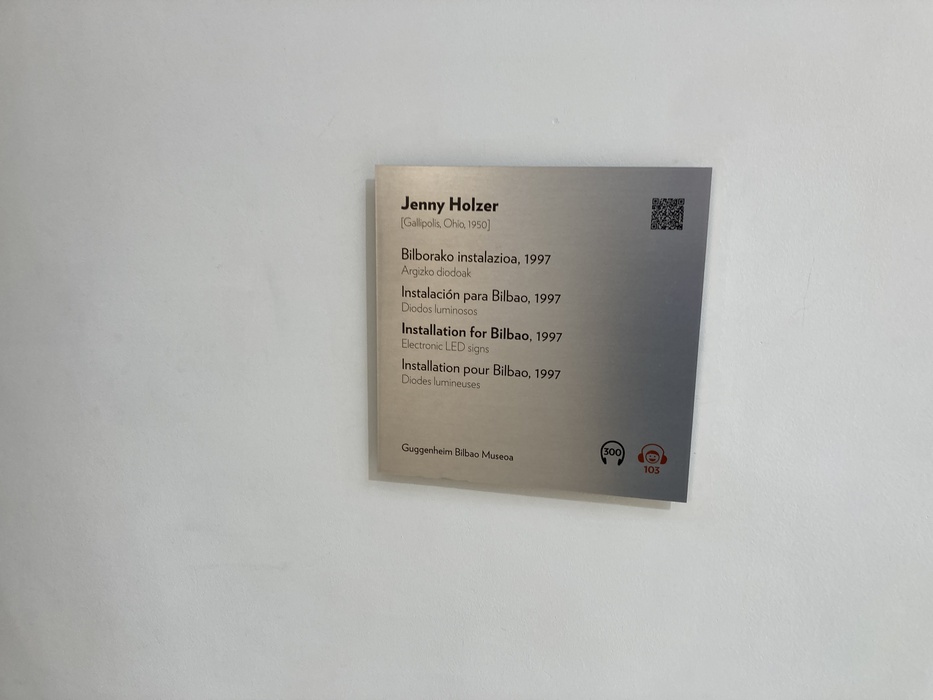 Jenny Holzer
[Gallipolis, Ohio, 1950]
Bilborako instalazioa, 1997
Argizko diodoak
Instalación para Bilbao, 1997
Diodos luminosos
Installation for Bilbao, 1997
Electronic LED signs
Installation pour Bilbao, 1997
Diodes lumineuses
Guggenheim Bilbao Museoa
300
103